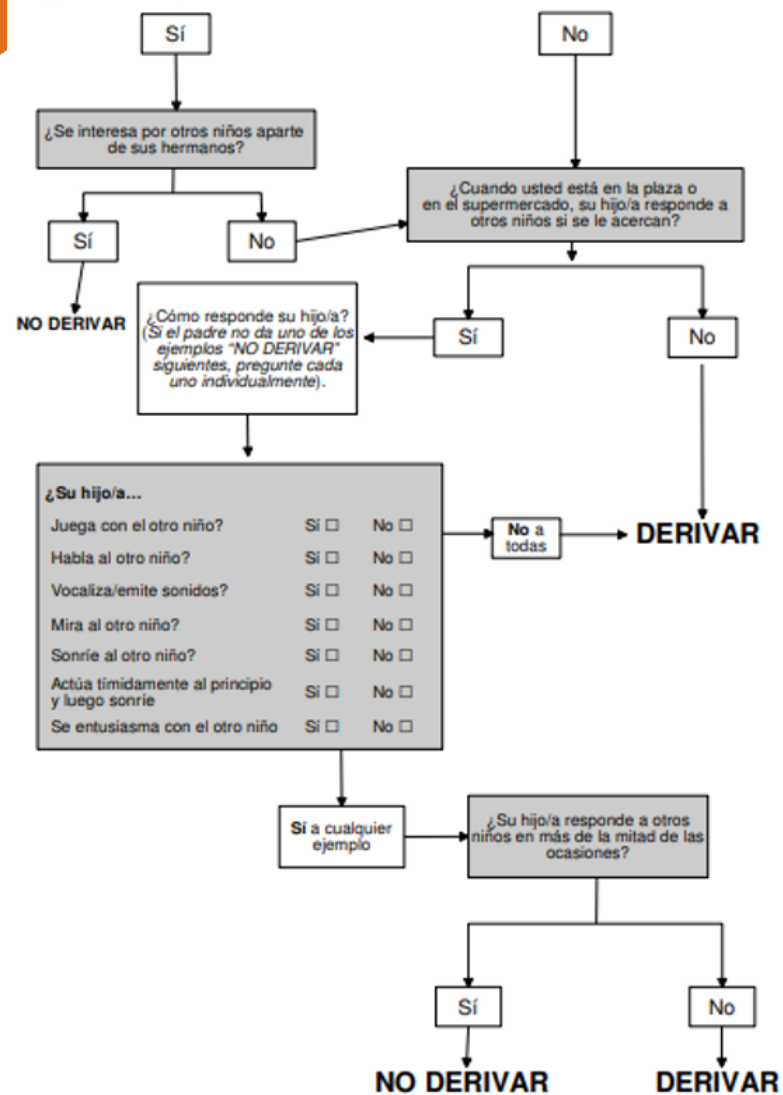 Sí
No
¿Se interesa por otros niños aparte
de sus hermanos?
¿Cuando usted está en la plaza o
en el supermercado, su hijo/a responde a
otros niños si se le acercan?
Sí
No
NO DERIVAR
¿Cómo responde su hijo/a?
(Si el padre no da uno de los
ejemplos "NO DERIVAR"
siguientes, pregunte cada
uno individualmente).
Sí
No
¿Su hijo/a...
Juega con el otro niño? Sí ☐ No ☐
Habla al otro niño? Sí ☐ No ☐
Vocaliza/emite sonidos? Sí ☐ No ☐
Mira al otro niño? Sí ☐ No ☐
Sonríe al otro niño? Sí ☐ No ☐
Actúa tímidamente al principio
y luego sonríe Sí ☐ No ☐
Se entusiasma con el otro niño Sí ☐ No ☐
No a
todas
DERIVAR
Sí a cualquier
ejemplo
¿Su hijo/a responde a otros
niños en más de la mitad de las
ocasiones?
Sí
No
NO DERIVAR
DERIVAR